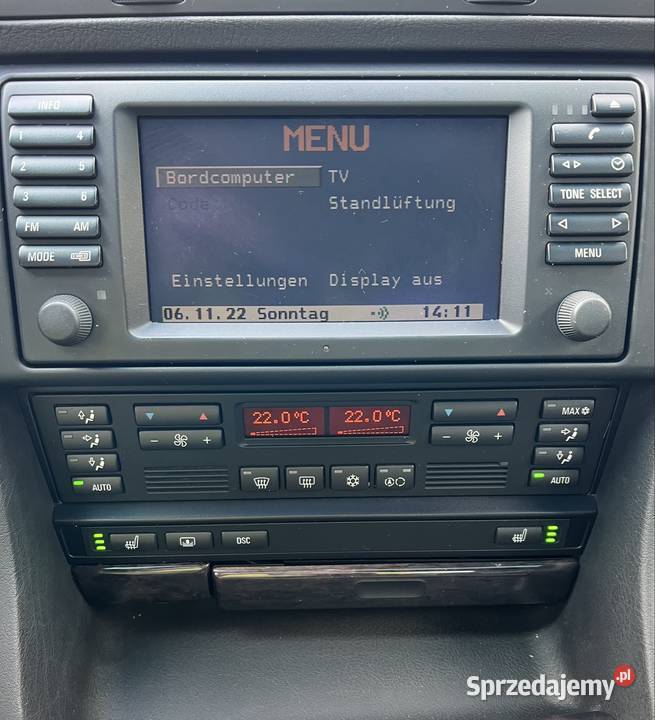 INFO
1 4
2 5
3 6
FM AM
MODE
TONE SELECT
MENU
MENU
Bordcomputer TV
Code Standlüftung
Einstellungen Display aus
06.11.22 Sonntag 14:11
22.0°C 22.0°C
MAX
- + - +
AUTO A AUTO
DSC
Sprzedajemy.pl